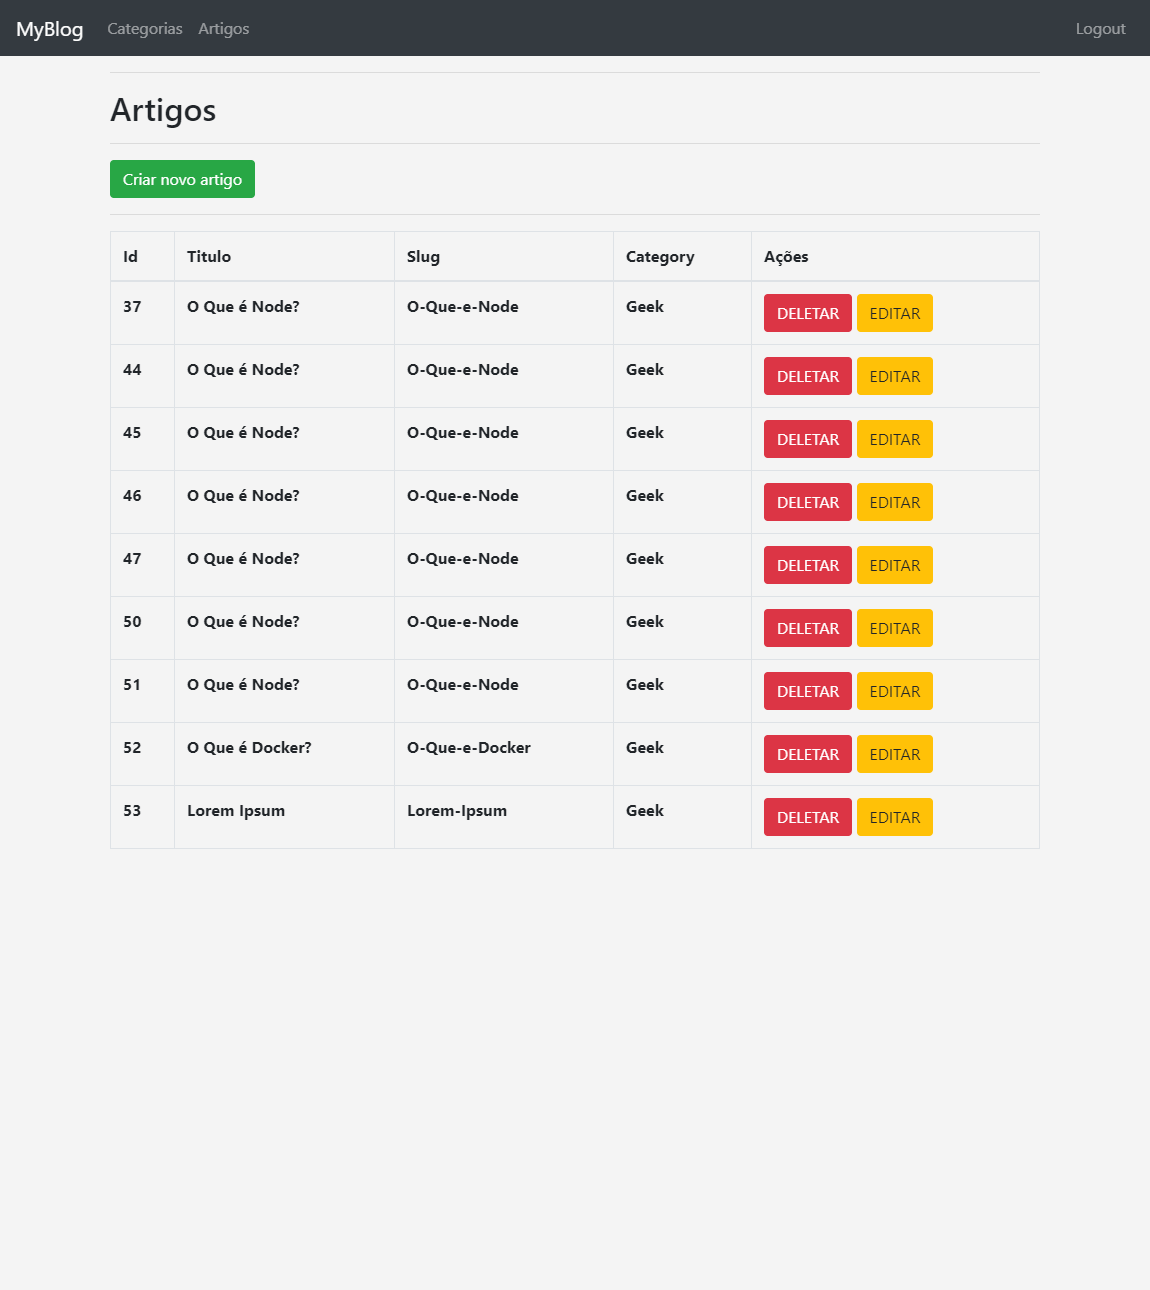 MyBlog Categorias Artigos Logout
Artigos
Criar novo artigo
Id Titulo Slug Category Ações
37 O Que é Node? O-Que-e-Node Geek DELETAR EDITAR
44 O Que é Node? O-Que-e-Node Geek DELETAR EDITAR
45 O Que é Node? O-Que-e-Node Geek DELETAR EDITAR
46 O Que é Node? O-Que-e-Node Geek DELETAR EDITAR
47 O Que é Node? O-Que-e-Node Geek DELETAR EDITAR
50 O Que é Node? O-Que-e-Node Geek DELETAR EDITAR
51 O Que é Node? O-Que-e-Node Geek DELETAR EDITAR
52 O Que é Docker? O-Que-e-Docker Geek DELETAR EDITAR
53 Lorem Ipsum Lorem-Ipsum Geek DELETAR EDITAR